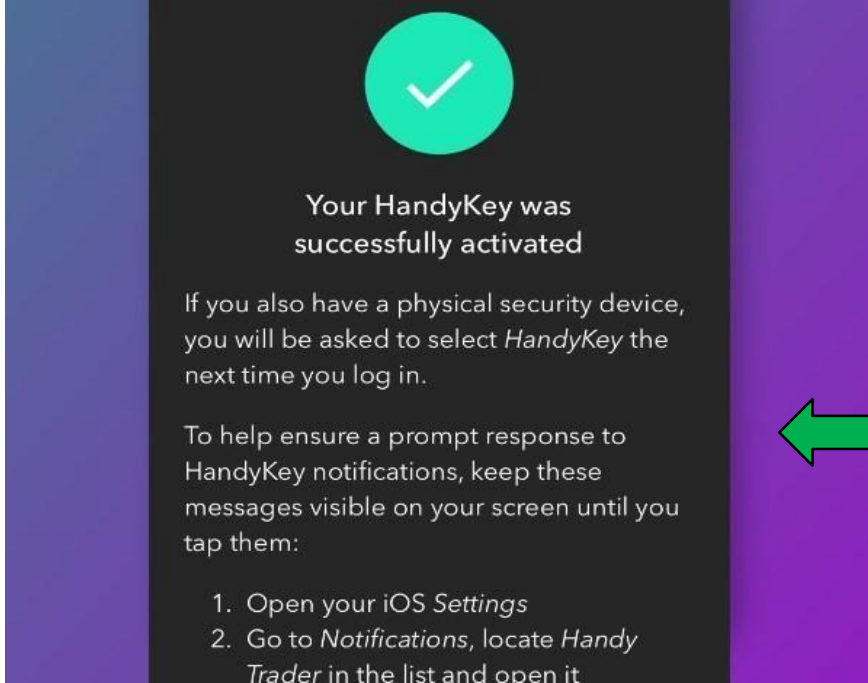 Your HandyKey was
successfully activated
If you also have a physical security device,
you will be asked to select HandyKey the
next time you log in.
To help ensure a prompt response to
HandyKey notifications, keep these
messages visible on your screen until you
tap them:
1. Open your iOS Settings
2. Go to Notifications, locate Handy
Trader in the list and open it